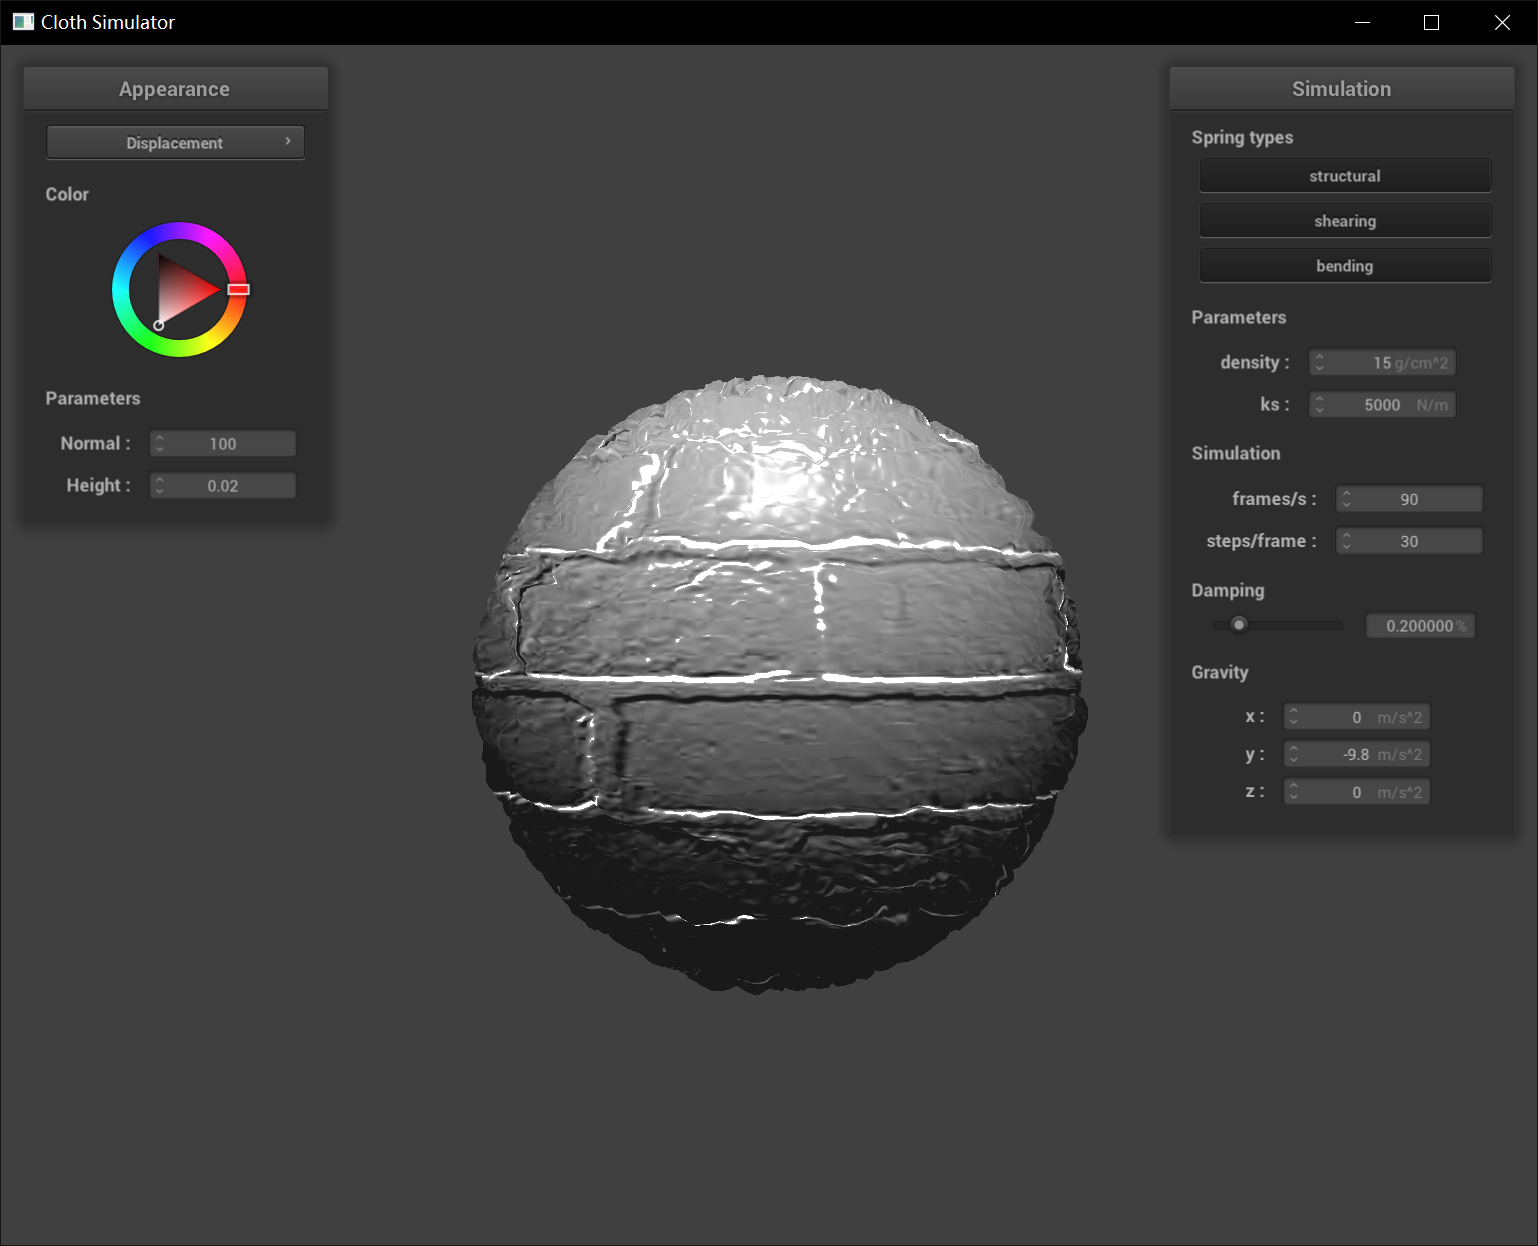 Cloth Simulator
Appearance
Displacement
Color
Parameters
Normal : 100
Height : 0.02
Simulation
Spring types
structural
shearing
bending
Parameters
density : 15 g/cm^2
ks : 5000 N/m
Simulation
frames/s : 90
steps/frame : 30
Damping
0.200000 %
Gravity
x : 0 m/s^2
y : -9.8 m/s^2
z : 0 m/s^2